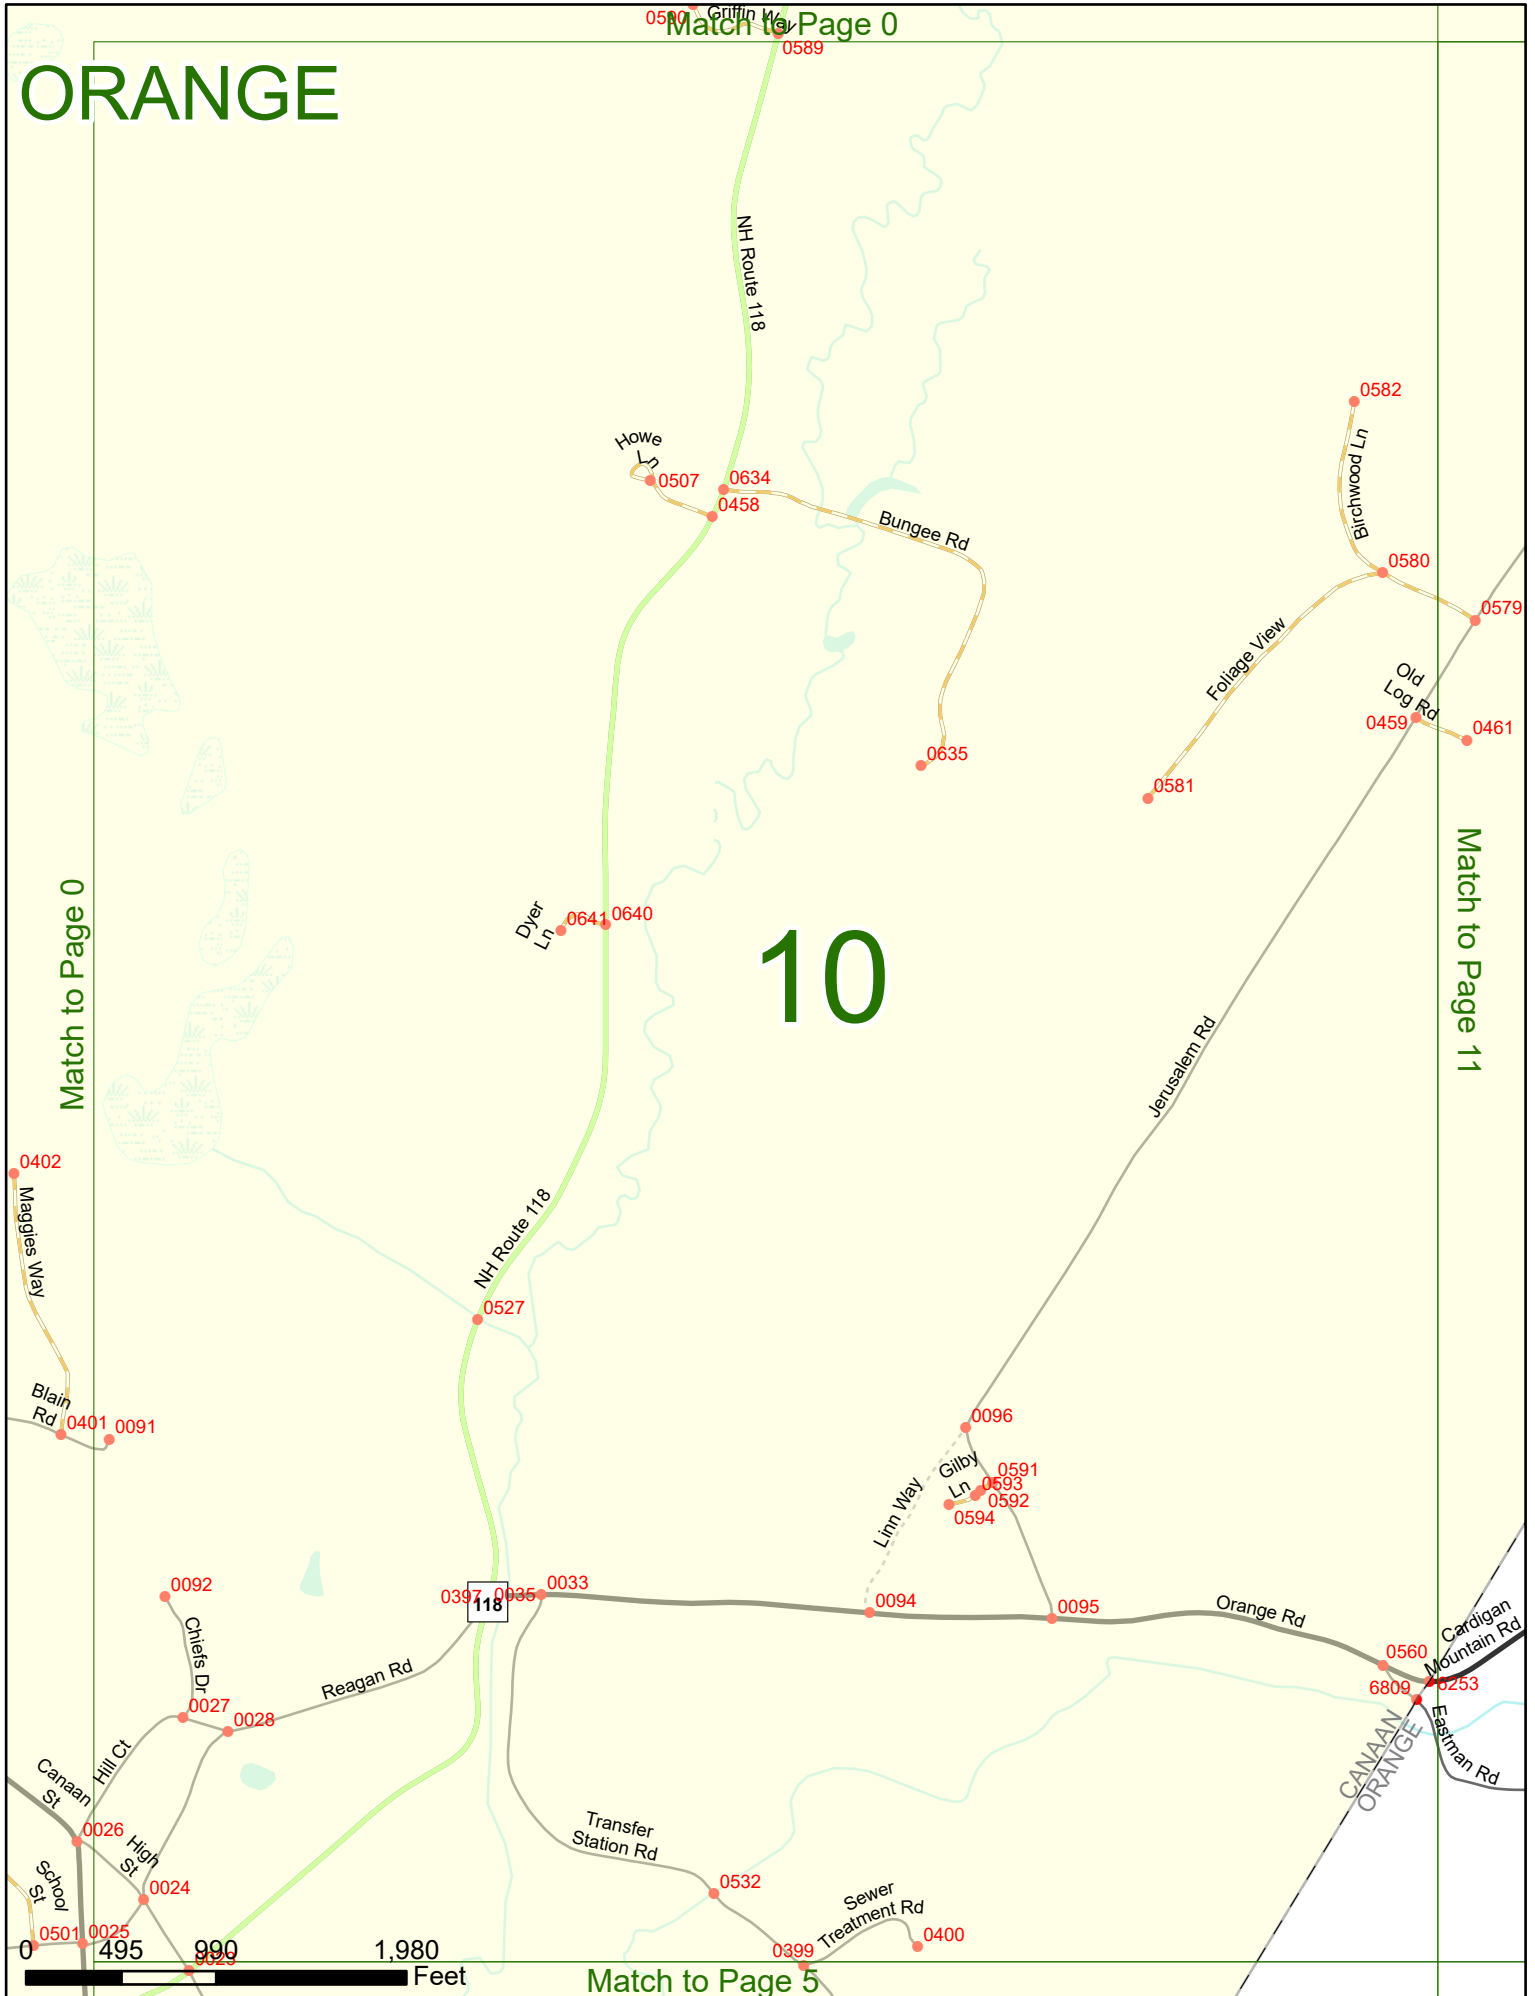 0590
Griffin Way
Match to Page 0
0589
ORANGE
NH Route 118
0582
Birchwood Ln
Howe
Ln
0507
0634
0458
Bungee Rd
0580
0579
Foliage View
Old
Log Rd
0459
0461
0635
0581
Match to Page 11
Match to Page 0
Dyer
Ln
0641
0640
10
Jerusalem Rd
0402
Maggies Way
NH Route 118
0527
Blain
Rd
0401
0091
0096
Gilby
Ln
0591
0593
0592
0594
Linn Way
0092
0397
0035
118
0033
0094
0095
Orange Rd
Cardigan
Mountain Rd
0560
6253
6809
Chiefs Dr
Reagan Rd
0027
0028
Hill Ct
CANAAN
ORANGE
Eastman Rd
Canaan
St
0026
High
St
Transfer
Station Rd
School
St
0024
0532
Sewer
Treatment Rd
0501
0025
0400
0399
0023
0
495
990
1,980
Feet
Match to Page 5